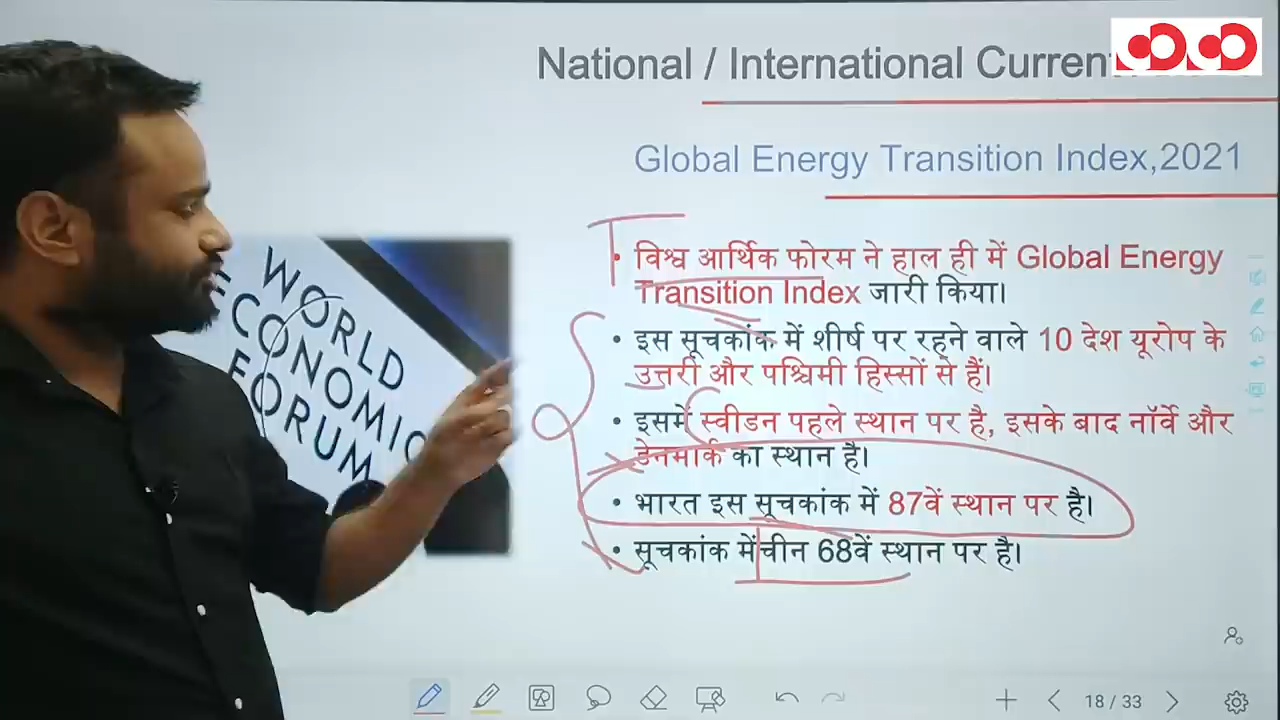 National / International Current
Global Energy Transition Index,2021
• विश्व आर्थिक फोरम ने हाल ही में Global Energy
Transition Index जारी किया।
• इस सूचकांक में शीर्ष पर रहने वाले 10 देश यूरोप के
उत्तरी और पश्चिमी हिस्सों से हैं।
• इसमें स्वीडन पहले स्थान पर है, इसके बाद नॉर्वे और
डेनमार्क का स्थान है।
• भारत इस सूचकांक में 87वें स्थान पर है।
• सूचकांक में चीन 68वें स्थान पर है।
WORLD
ECONOMIC
FORUM
18 / 33